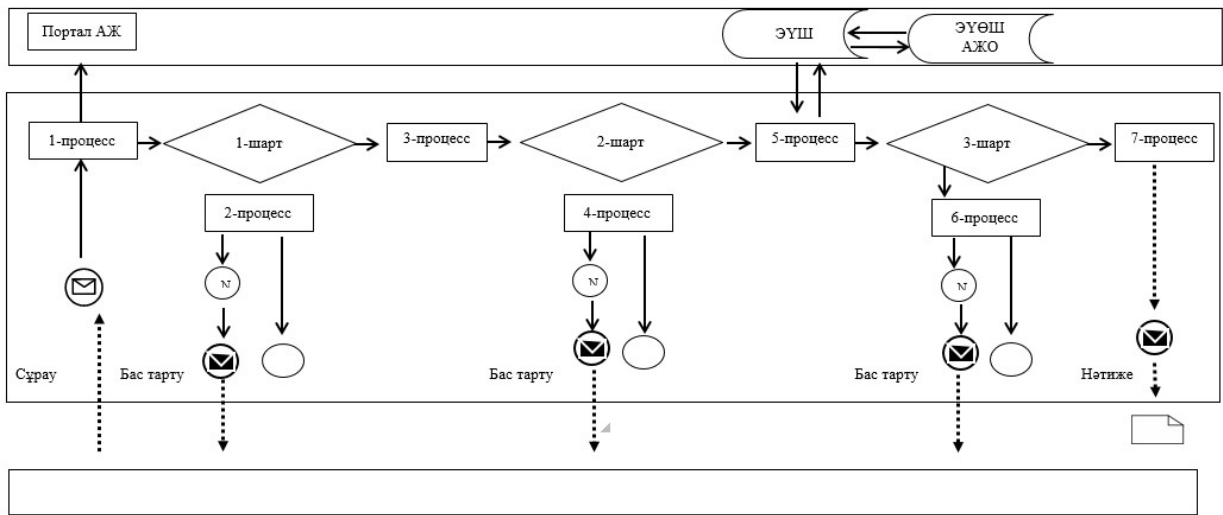 Портал АЖ
ЭҮШ
ЭҮӨШ
АЖО
1-процесс
1-шарт
3-процесс
2-шарт
5-процесс
3-шарт
7-процесс
2-процесс
4-процесс
6-процесс
N
N
N
Сұрау
Бас тарту
Бас тарту
Бас тарту
Нәтиже